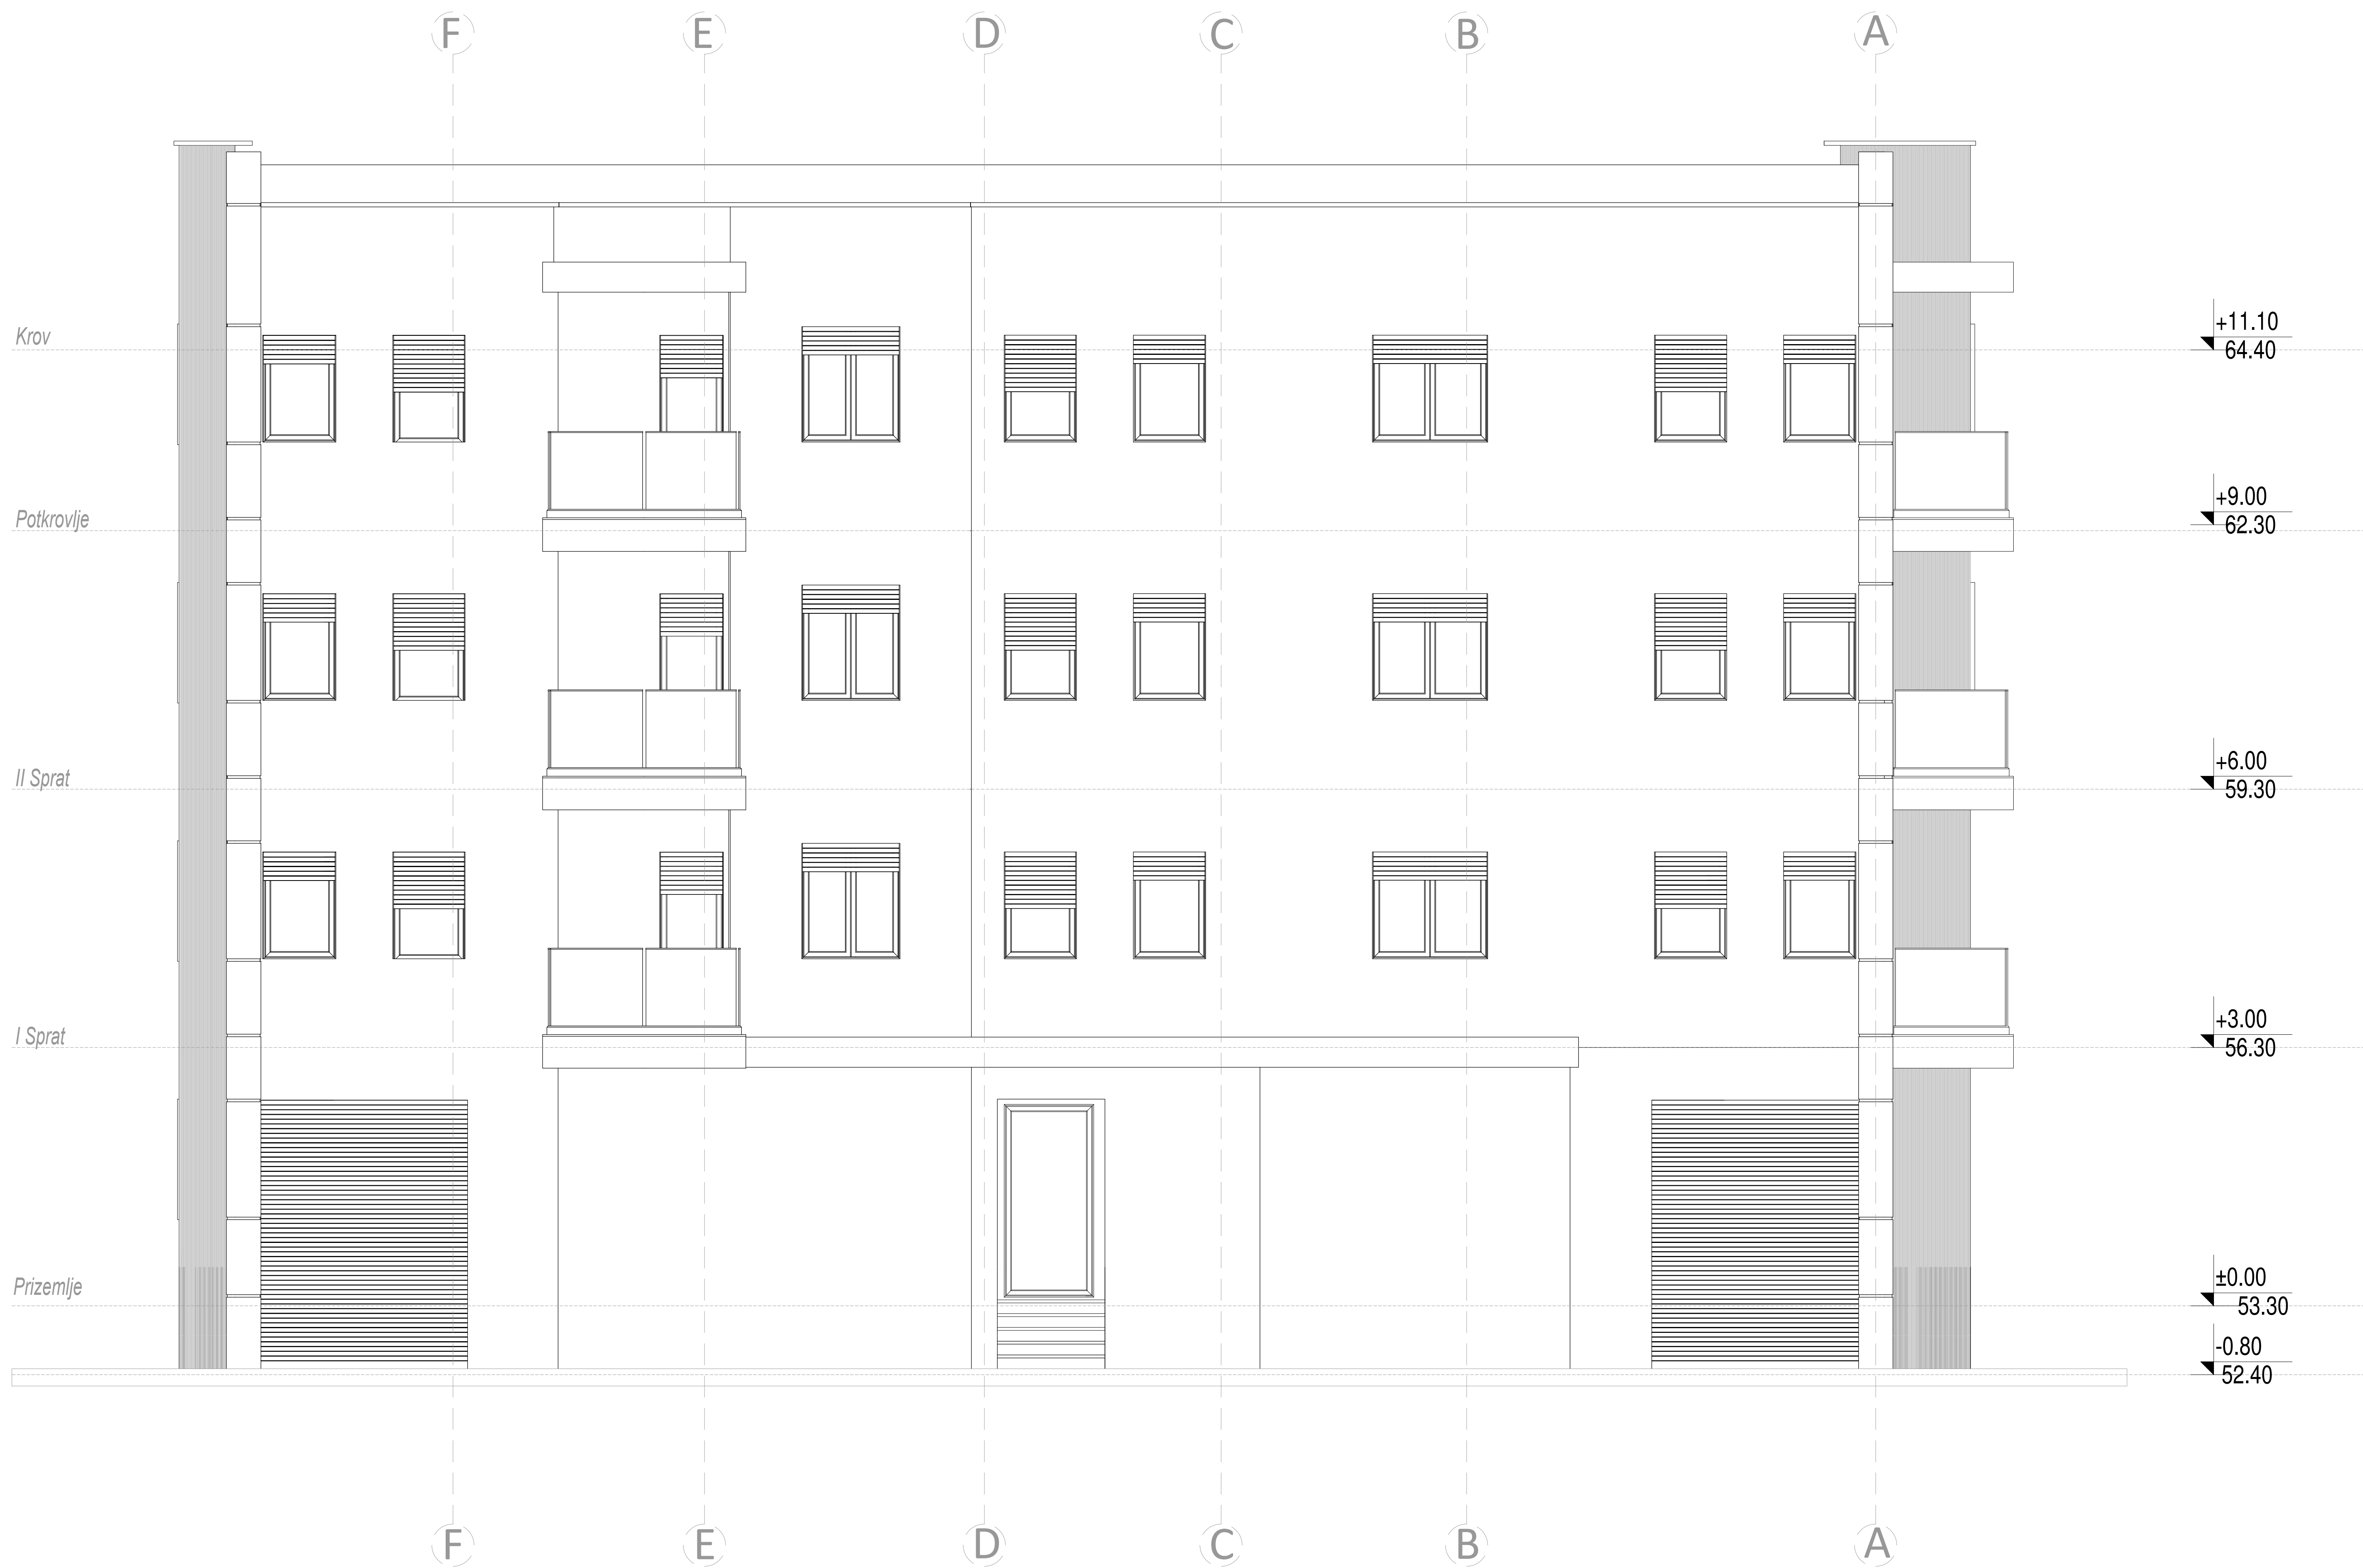 F E D C B A
Krov
+11.10
64.40
Potkrovlje
+9.00
62.30
II Sprat
+6.00
59.30
I Sprat
+3.00
56.30
Prizemlje
±0.00
53.30
-0.80
52.40
F E D C B A